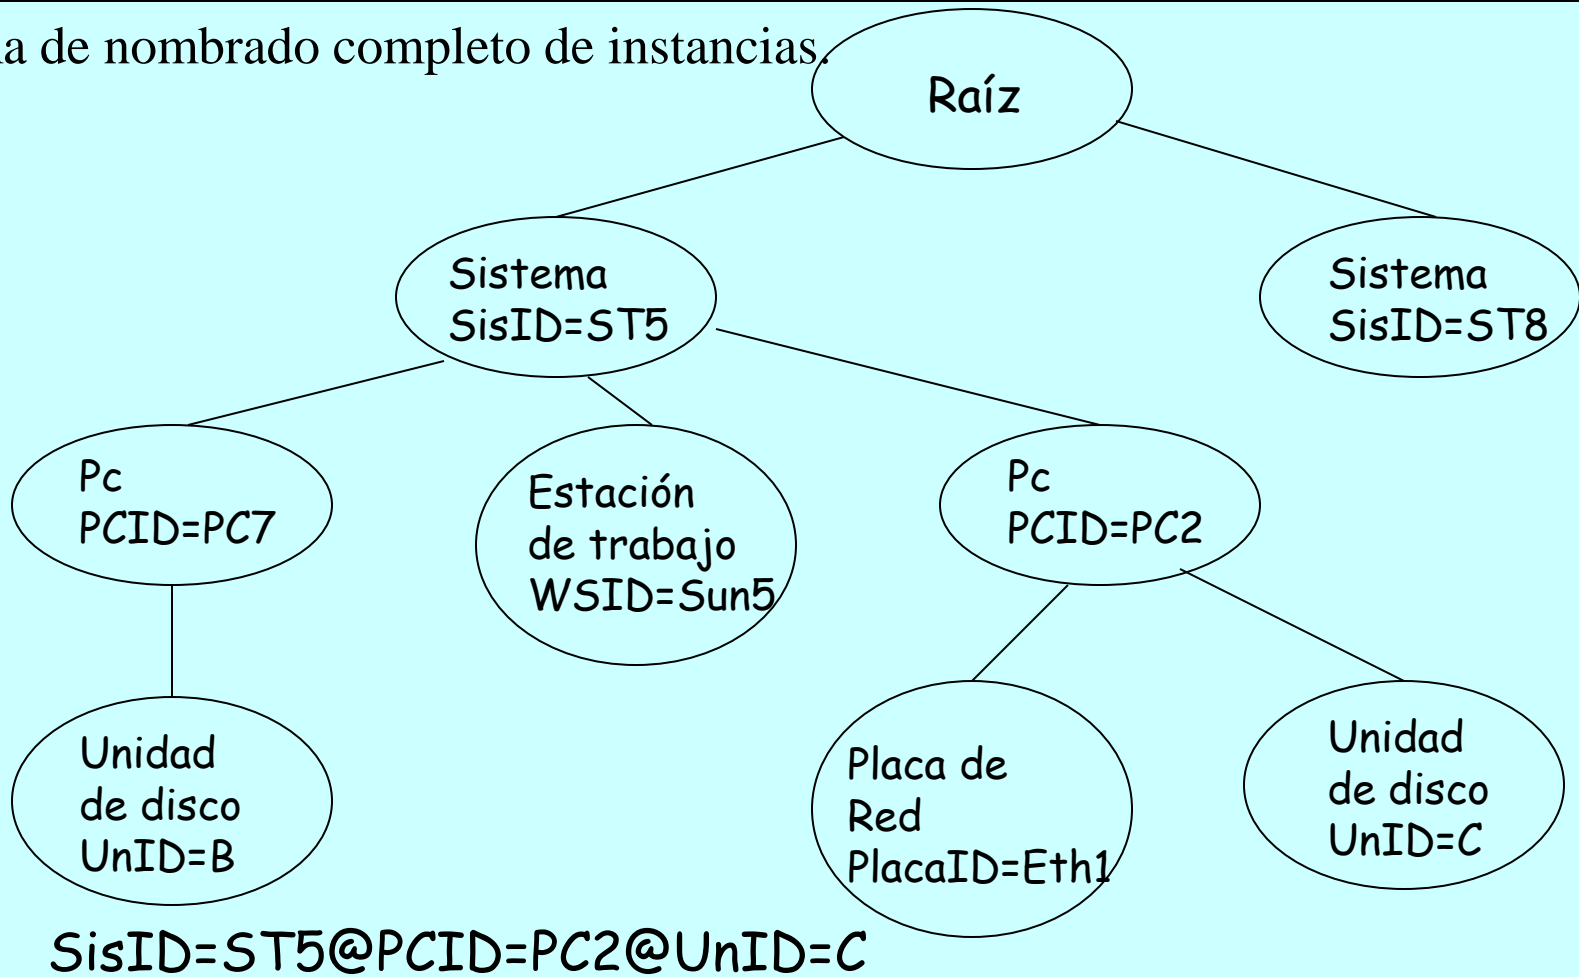 de nombrado completo de instancias.
Raíz
Sistema
SisID=ST5
Sistema
SisID=ST8
Pc
PCID=PC7
Estación
de trabajo
WSID=Sun5
Pc
PCID=PC2
Unidad
de disco
UnID=B
Placa de
Red
PlacaID=Eth1
Unidad
de disco
UnID=C
SisID=ST5@PCID=PC2@UnID=C